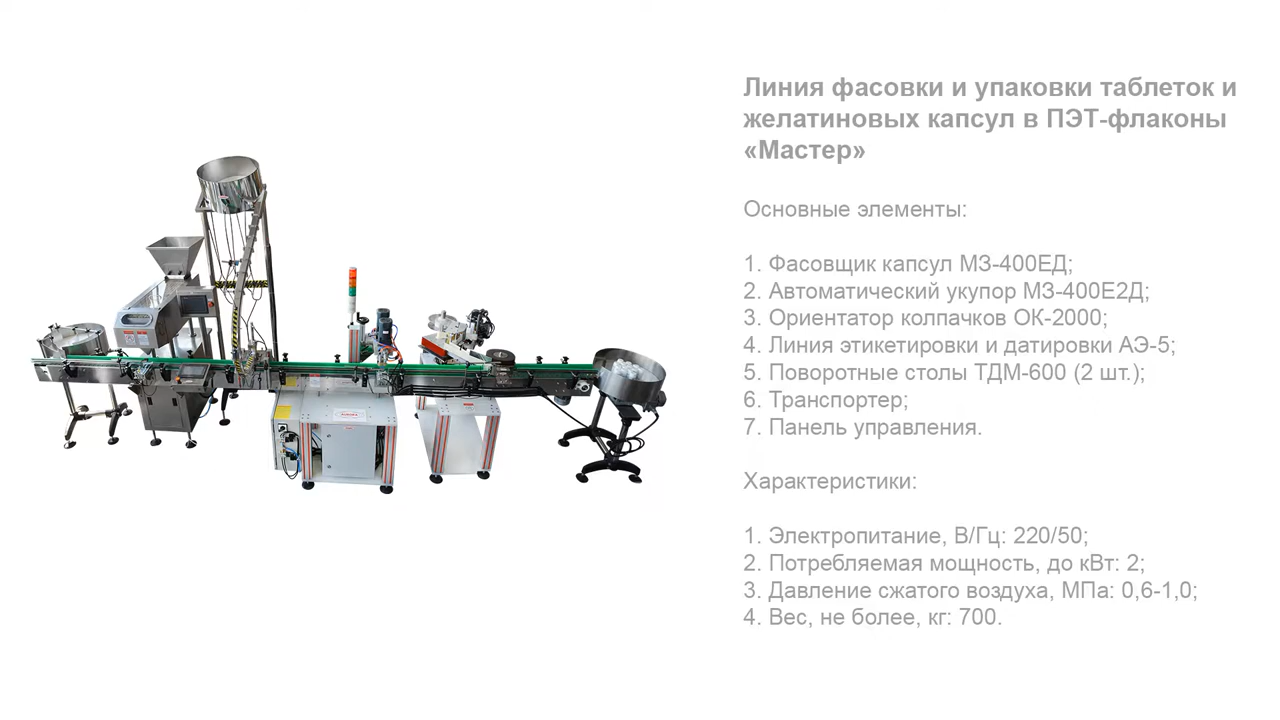 Линия фасовки и упаковки таблеток и
желатиновых капсул в ПЭТ-флаконы
«Мастер»
Основные элементы:
1. Фасовщик капсул МЗ-400ЕД;
2. Автоматический укупор МЗ-400Е2Д;
3. Ориентатор колпачков ОК-2000;
4. Линия этикетировки и датировки АЭ-5;
5. Поворотные столы ТДМ-600 (2 шт.);
6. Транспортер;
7. Панель управления.
Характеристики:
1. Электропитание, В/Гц: 220/50;
2. Потребляемая мощность, до кВт: 2;
3. Давление сжатого воздуха, МПа: 0,6-1,0;
4. Вес, не более, кг: 700.